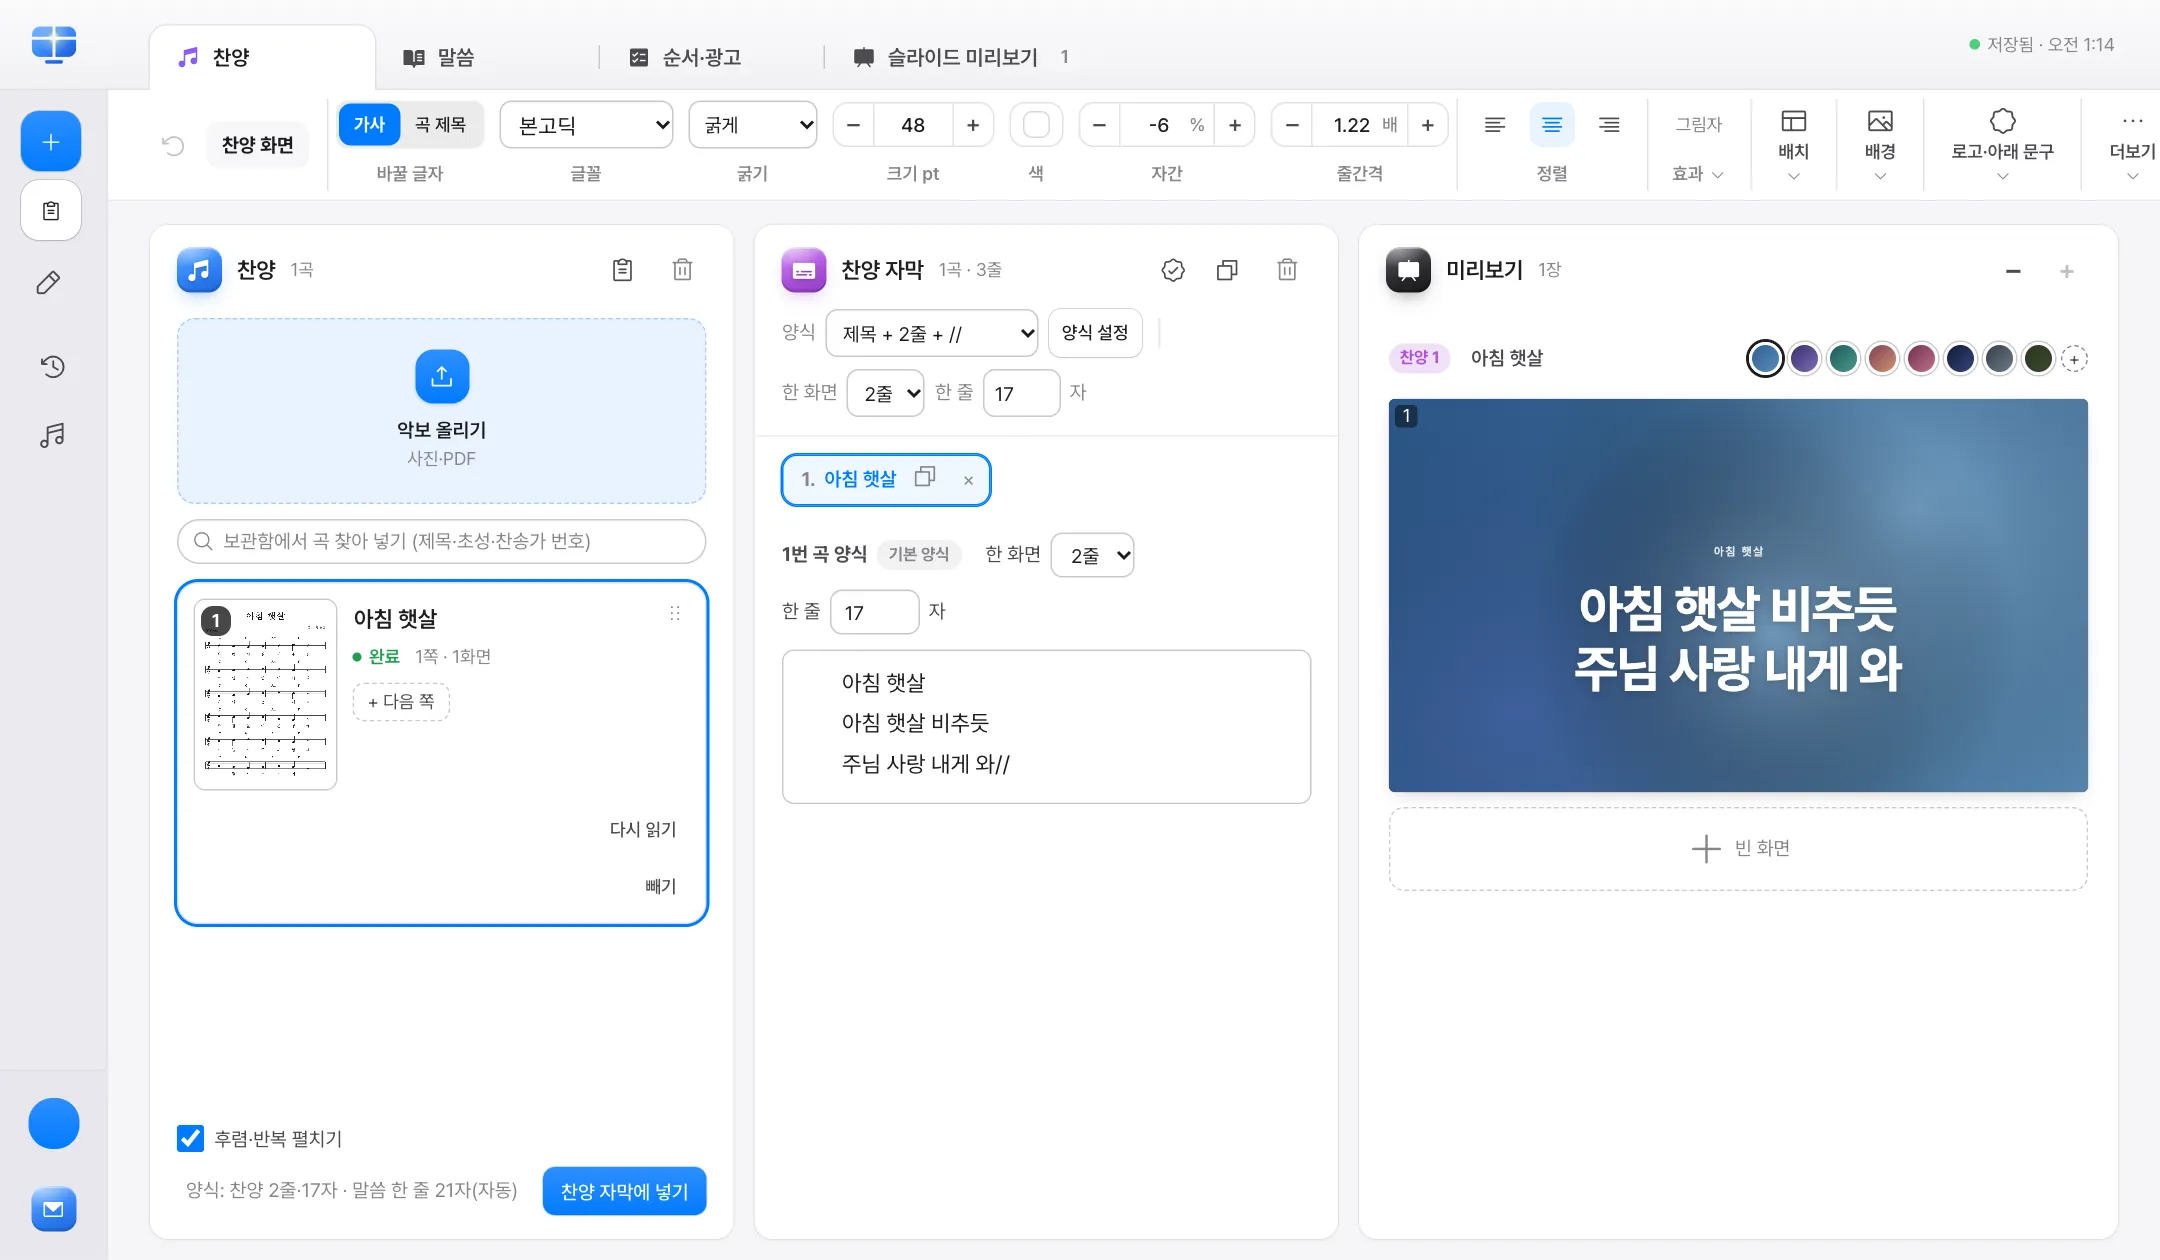 찬양
말씀
순서·광고
슬라이드 미리보기 1
저장됨 · 오전 1:14
찬양 화면
가사 곡 제목
바꿀 글자
본고딕
글꼴
굵게
굵기
− 48 +
크기 pt
색
− -6 % +
자간
− 1.22 배 +
줄간격
정렬
그림자
효과
배치
배경
로고·아래 문구
더보기
찬양 1곡
악보 올리기
사진·PDF
보관함에서 곡 찾아 넣기 (제목·초성·찬송가 번호)
1
아침 햇살
아침 햇살
완료 1쪽 · 1화면
+ 다음 쪽
다시 읽기
빼기
후렴·반복 펼치기
양식: 찬양 2줄·17자 · 말씀 한 줄 21자(자동)
찬양 자막에 넣기
찬양 자막 1곡 · 3줄
양식 제목 + 2줄 + // 양식 설정
한 화면 2줄 한 줄 17 자
1. 아침 햇살 ×
1번 곡 양식 기본 양식 한 화면 2줄
한 줄 17 자
아침 햇살
아침 햇살 비추듯
주님 사랑 내게 와//
미리보기 1장
찬양 1 아침 햇살
1
아침 햇살
아침 햇살 비추듯
주님 사랑 내게 와
빈 화면